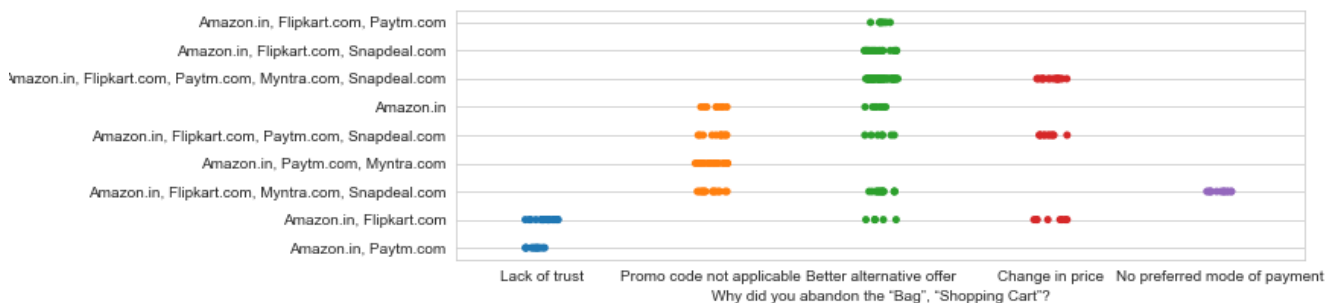 Amazon.in, Flipkart.com, Paytm.com
Amazon.in, Flipkart.com, Snapdeal.com
mazon.in, Flipkart.com, Paytm.com, Myntra.com, Snapdeal.com
Amazon.in
Amazon.in, Flipkart.com, Paytm.com, Snapdeal.com
Amazon.in, Paytm.com, Myntra.com
Amazon.in, Flipkart.com, Myntra.com, Snapdeal.com
Amazon.in, Flipkart.com
Amazon.in, Paytm.com
Lack of trust Promo code not applicable Better alternative offer Change in price No preferred mode of payment
Why did you abandon the “Bag”, “Shopping Cart”?